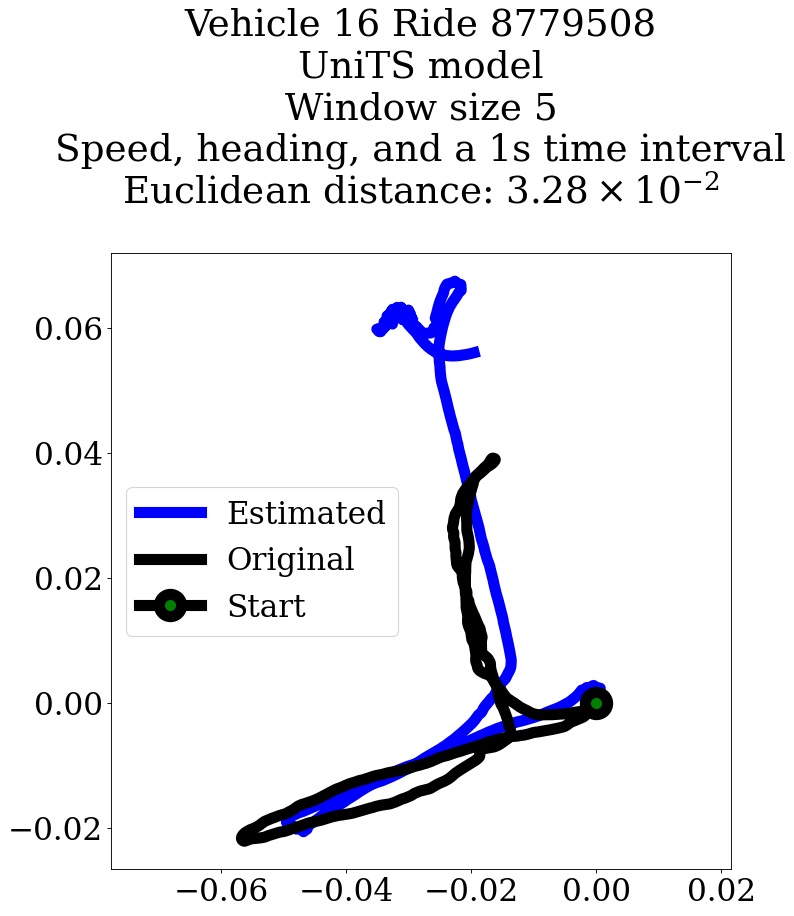 Vehicle 16 Ride 8779508
UniTS model
Window size 5
Speed, heading, and a 1s time interval
Euclidean distance: 3.28 × 10⁻²
0.06
0.04
0.02
0.00
−0.02
Estimated
Original
Start
−0.06 −0.04 −0.02 0.00 0.02